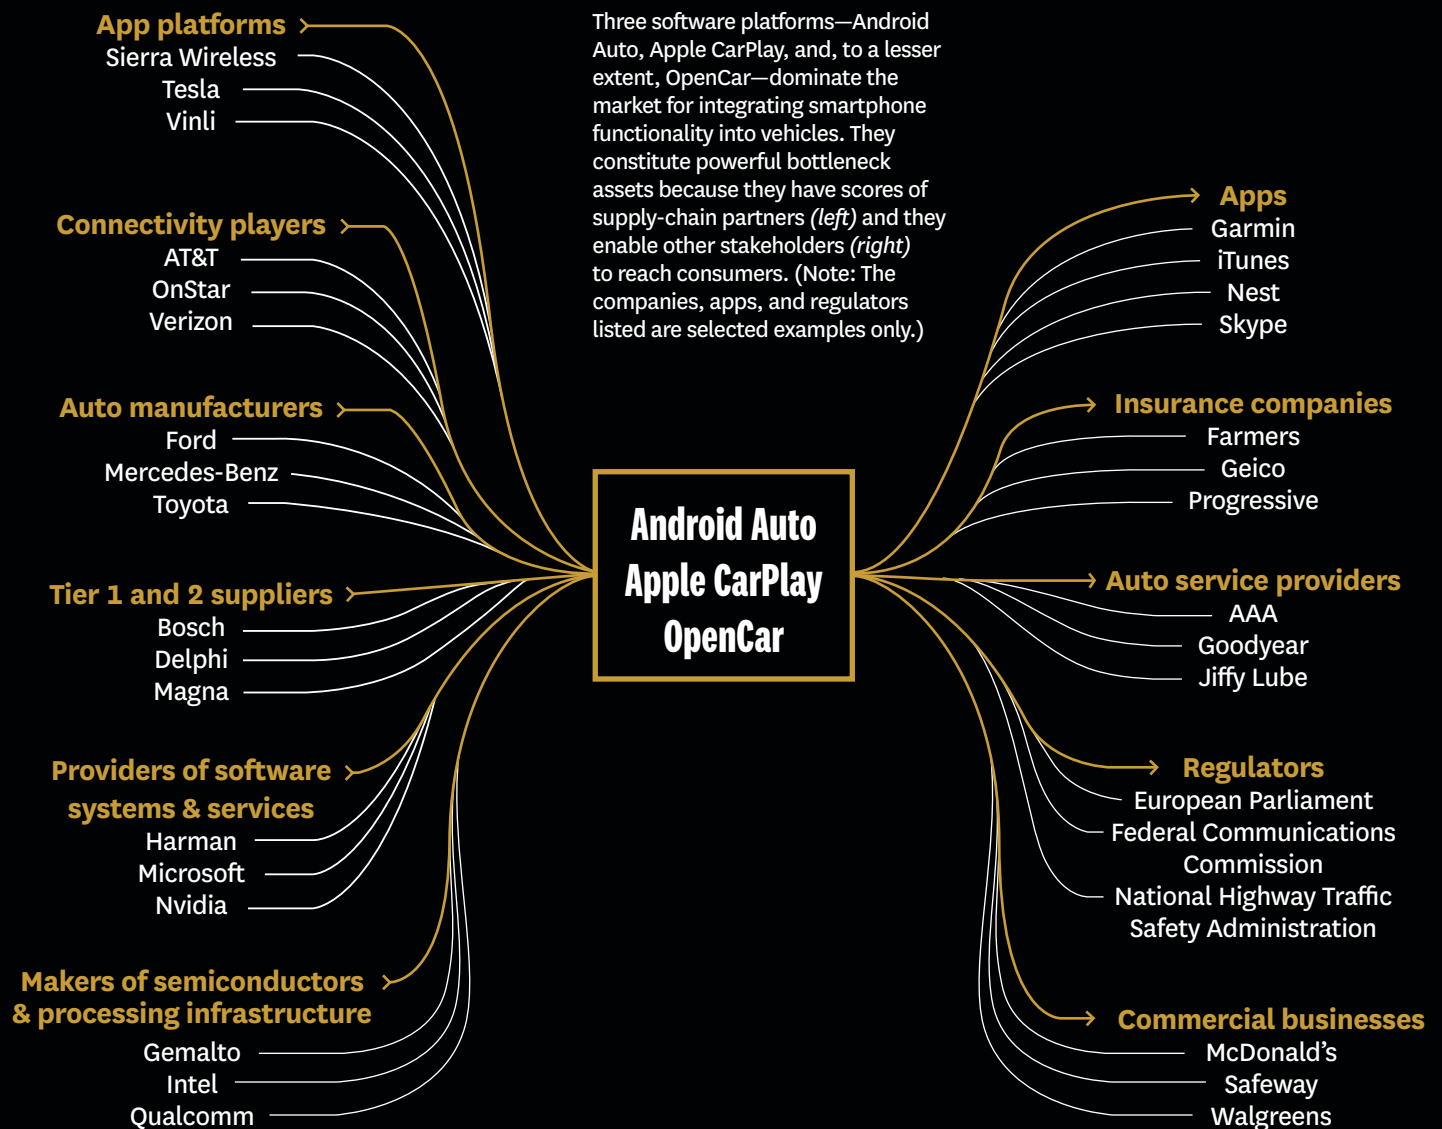 App platforms
Sierra Wireless
Tesla
Vinli
Connectivity players
AT&T
OnStar
Verizon
Auto manufacturers
Ford
Mercedes-Benz
Toyota
Tier 1 and 2 suppliers
Bosch
Delphi
Magna
Providers of software
systems & services
Harman
Microsoft
Nvidia
Makers of semiconductors
& processing infrastructure
Gemalto
Intel
Qualcomm
Three software platforms—Android
Auto, Apple CarPlay, and, to a lesser
extent, OpenCar—dominate the
market for integrating smartphone
functionality into vehicles. They
constitute powerful bottleneck
assets because they have scores of
supply-chain partners (left) and they
enable other stakeholders (right)
to reach consumers. (Note: The
companies, apps, and regulators
listed are selected examples only.)
Android Auto
Apple CarPlay
OpenCar
Apps
Garmin
iTunes
Nest
Skype
Insurance companies
Farmers
Geico
Progressive
Auto service providers
AAA
Goodyear
Jiffy Lube
Regulators
European Parliament
Federal Communications
Commission
National Highway Traffic
Safety Administration
Commercial businesses
McDonald’s
Safeway
Walgreens